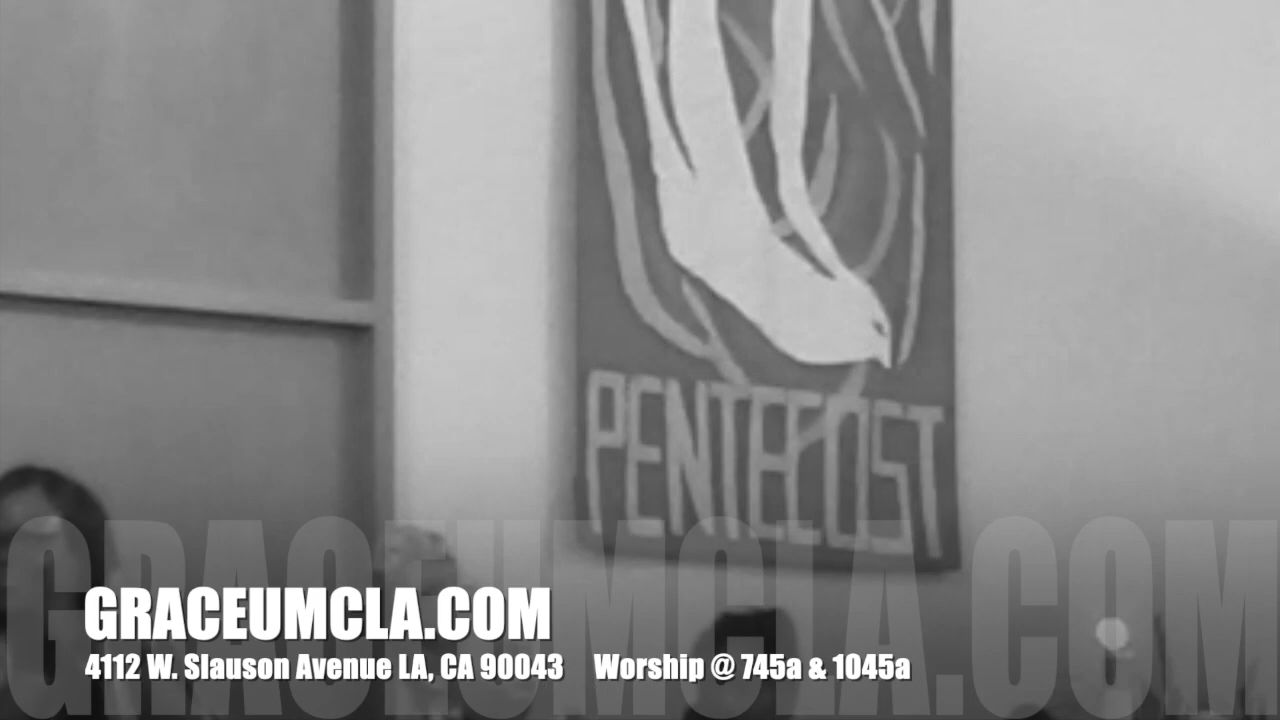 PENTECOST
GRACEUMCLA.COM
GRACEUMCLA.COM
4112 W. Slauson Avenue LA, CA 90043 Worship @ 745a & 1045a